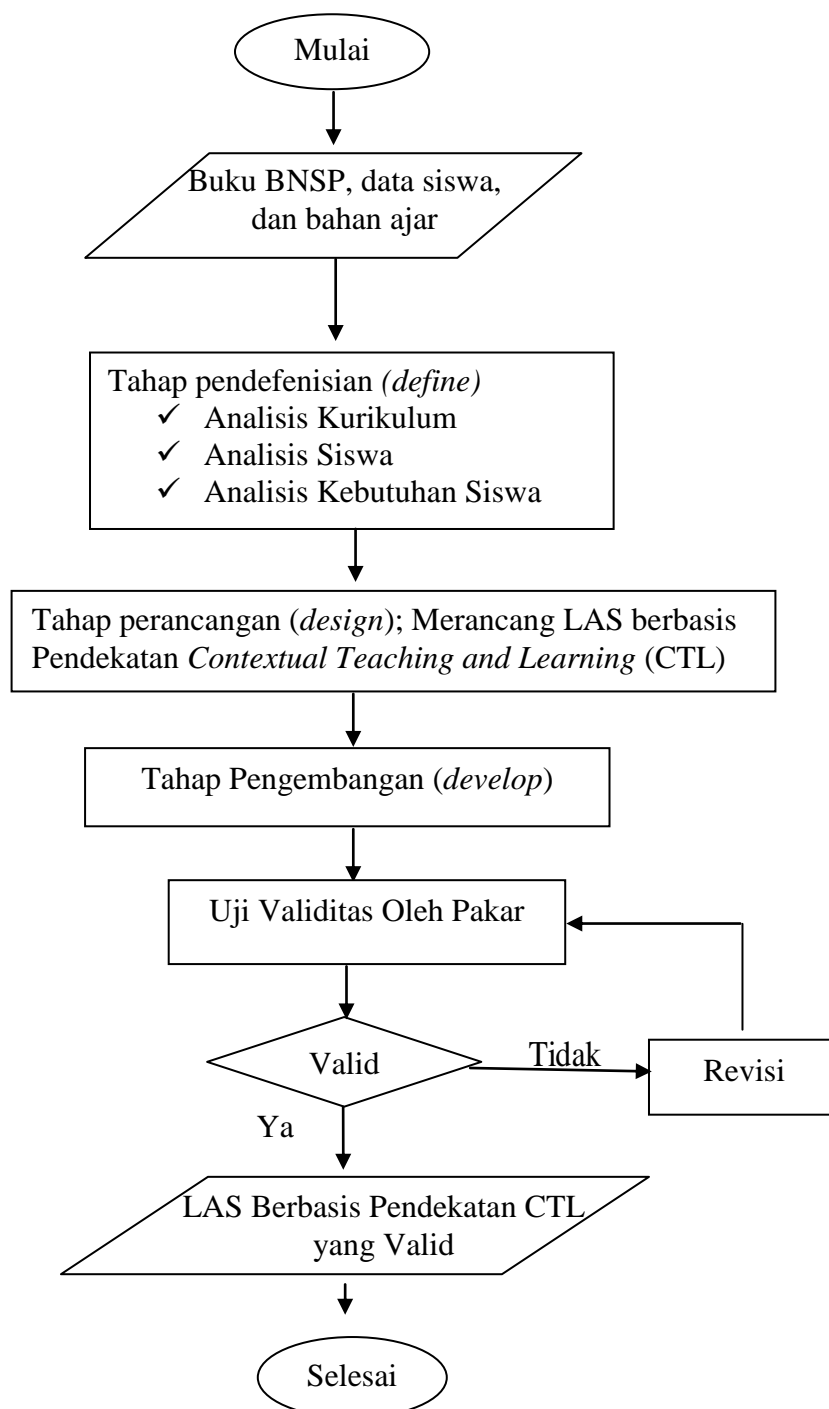 Mulai
Buku BNSP, data siswa,
dan bahan ajar
Tahap pendefenisian (define)
✓ Analisis Kurikulum
✓ Analisis Siswa
✓ Analisis Kebutuhan Siswa
Tahap perancangan (design); Merancang LAS berbasis
Pendekatan Contextual Teaching and Learning (CTL)
Tahap Pengembangan (develop)
Uji Validitas Oleh Pakar
Valid
Tidak
Revisi
Ya
LAS Berbasis Pendekatan CTL
yang Valid
Selesai